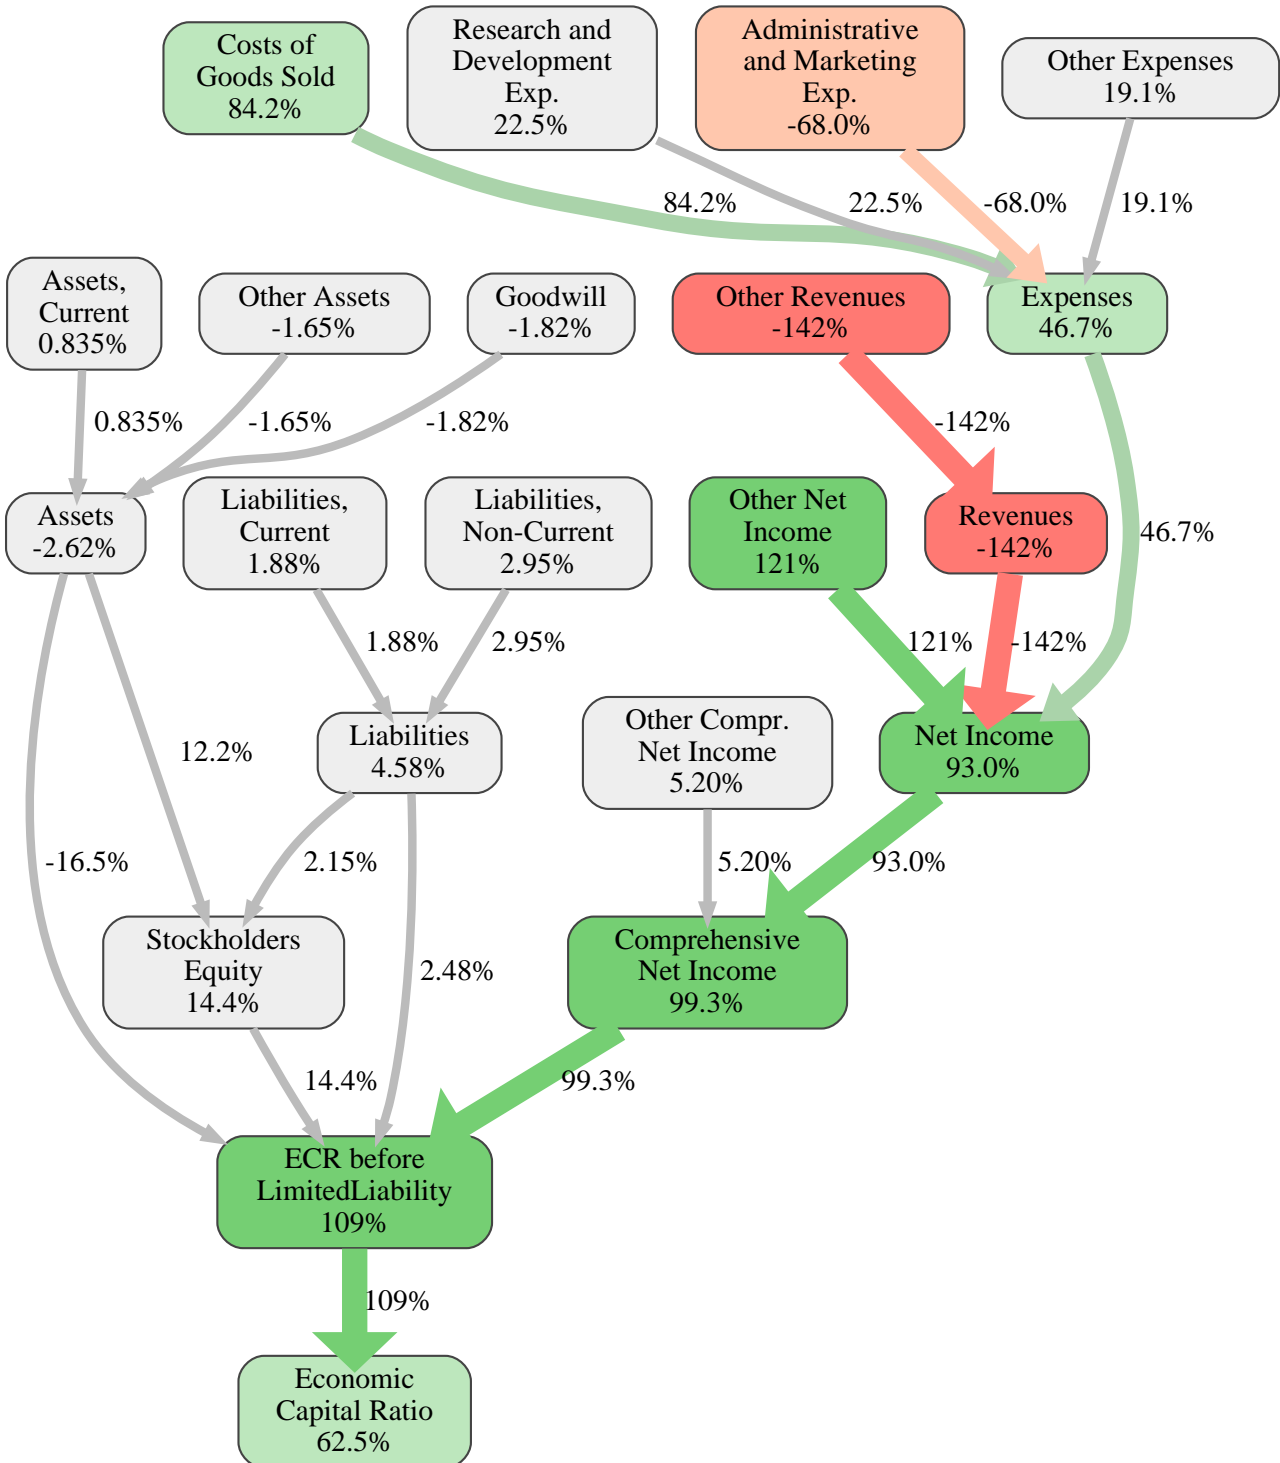 Costs of
Goods Sold
84.2%
Research and
Development
Exp.
22.5%
Administrative
and Marketing
Exp.
-68.0%
Other Expenses
19.1%
84.2%
22.5%
-68.0%
19.1%
Assets,
Current
0.835%
Other Assets
-1.65%
Goodwill
-1.82%
Other Revenues
-142%
Expenses
46.7%
0.835%
-1.65%
-1.82%
-142%
Assets
-2.62%
Liabilities,
Current
1.88%
Liabilities,
Non-Current
2.95%
Other Net
Income
121%
Revenues
-142%
46.7%
1.88%
2.95%
121%
-142%
12.2%
Liabilities
4.58%
Other Compr.
Net Income
5.20%
Net Income
93.0%
-16.5%
2.15%
5.20%
93.0%
Stockholders
Equity
14.4%
2.48%
Comprehensive
Net Income
99.3%
14.4%
99.3%
ECR before
LimitedLiability
109%
109%
Economic
Capital Ratio
62.5%